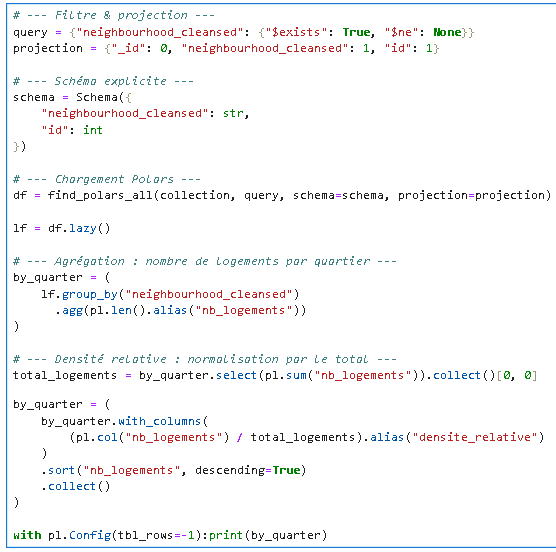 # --- Filtre & projection ---
query = {"neighbourhood_cleansed": {"$exists": True, "$ne": None}}
projection = {"_id": 0, "neighbourhood_cleansed": 1, "id": 1}
# --- Schéma explicite ---
schema = Schema({
"neighbourhood_cleansed": str,
"id": int
})
# --- Chargement Polars ---
df = find_polars_all(collection, query, schema=schema, projection=projection)
lf = df.lazy()
# --- Agrégation : nombre de logements par quartier ---
by_quarter = (
lf.group_by("neighbourhood_cleansed")
.agg(pl.len().alias("nb_logements"))
)
# --- Densité relative : normalisation par le total ---
total_logements = by_quarter.select(pl.sum("nb_logements")).collect()[0, 0]
by_quarter = (
by_quarter.with_columns(
(pl.col("nb_logements") / total_logements).alias("densite_relative")
)
.sort("nb_logements", descending=True)
.collect()
)
with pl.Config(tbl_rows=-1):print(by_quarter)